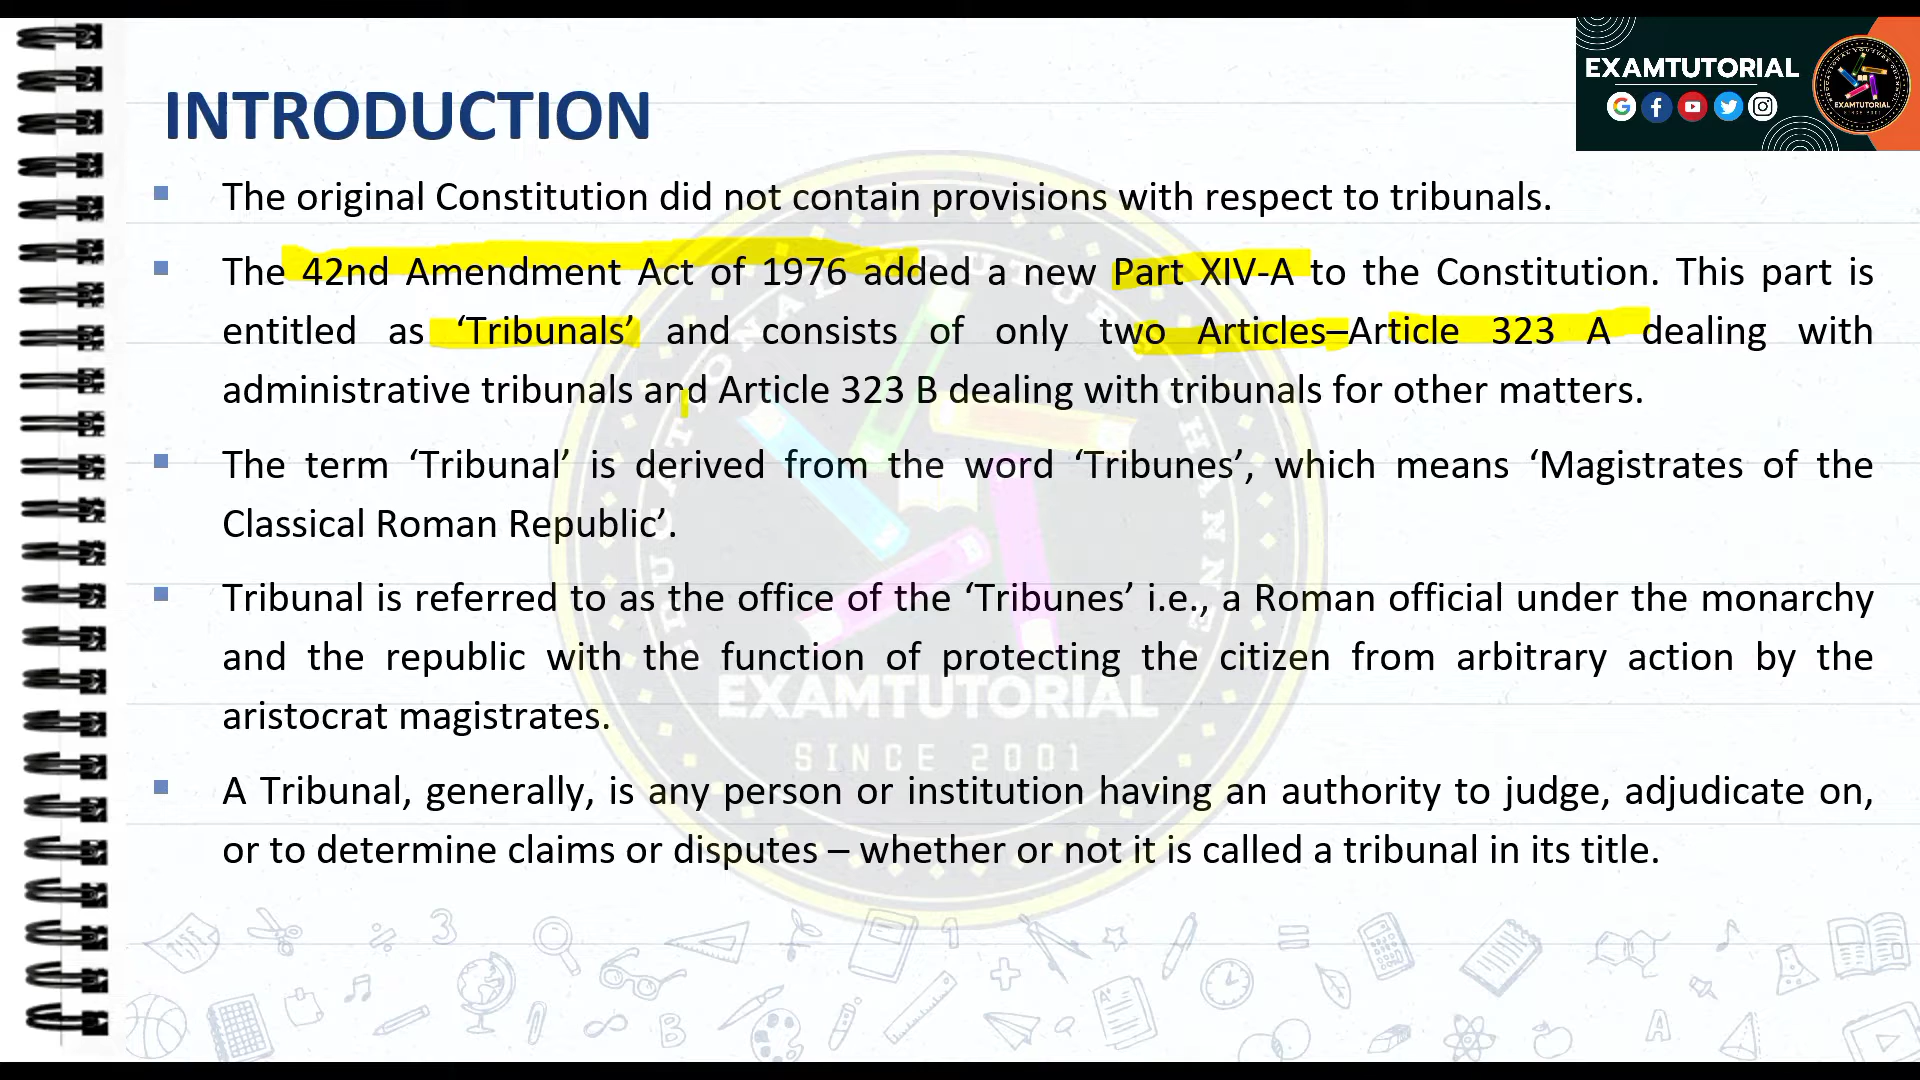 EXAMTUTORIAL
EXAMTUTORIAL
INTRODUCTION
The original Constitution did not contain provisions with respect to tribunals.
The 42nd Amendment Act of 1976 added a new Part XIV-A to the Constitution. This part is
entitled as ‘Tribunals’ and consists of only two Articles–Article 323 A dealing with
administrative tribunals and Article 323 B dealing with tribunals for other matters.
The term ‘Tribunal’ is derived from the word ‘Tribunes’, which means ‘Magistrates of the
Classical Roman Republic’.
Tribunal is referred to as the office of the ‘Tribunes’ i.e., a Roman official under the monarchy
and the republic with the function of protecting the citizen from arbitrary action by the
aristocrat magistrates.
A Tribunal, generally, is any person or institution having an authority to judge, adjudicate on,
or to determine claims or disputes – whether or not it is called a tribunal in its title.
EDUCATIONAL YOUTUBE CHANNEL
EXAMTUTORIAL
SINCE 2001